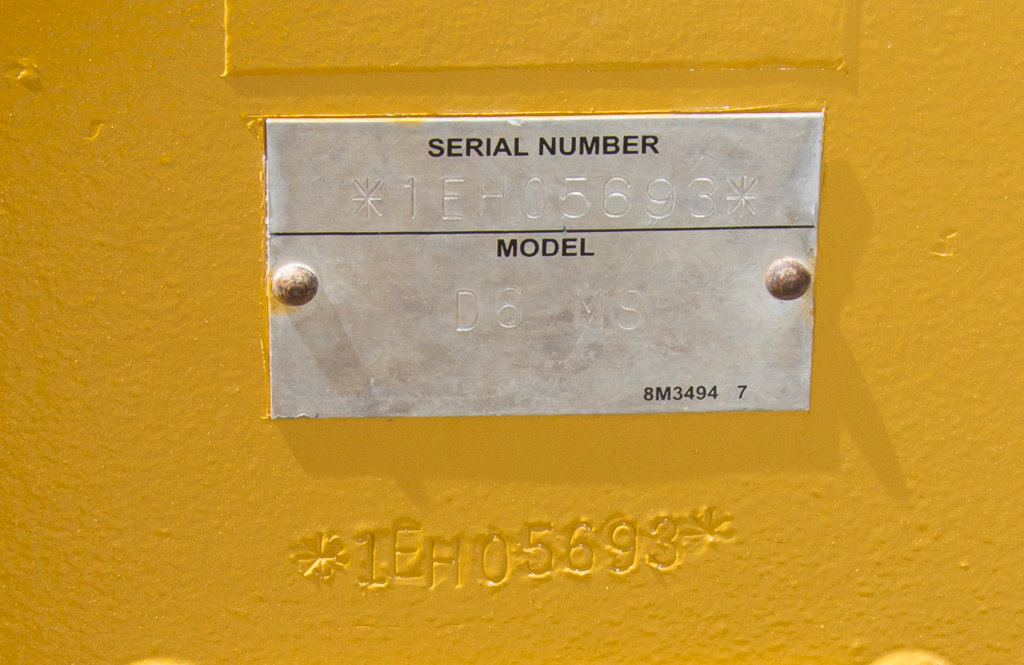 SERIAL NUMBER
*1EH05693*
MODEL
D6 MS
8M3494 7
*1EH05693*